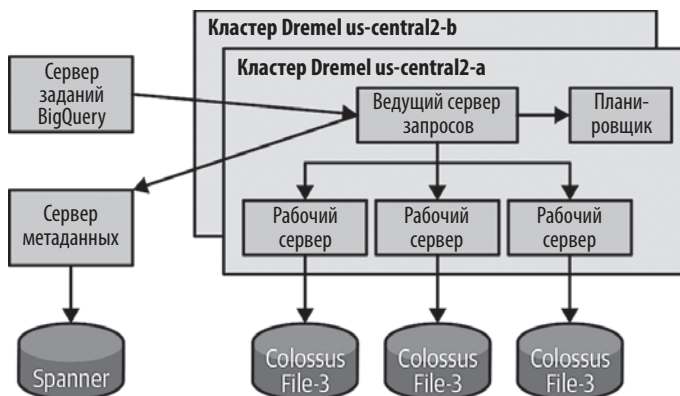 Кластер Dremel us-central2-b
Кластер Dremel us-central2-a
Сервер
заданий
BigQuery
Ведущий сервер
запросов
Плани-
ровщик
Сервер
метаданных
Рабочий
сервер
Рабочий
сервер
Рабочий
сервер
Spanner
Colossus
File-3
Colossus
File-3
Colossus
File-3